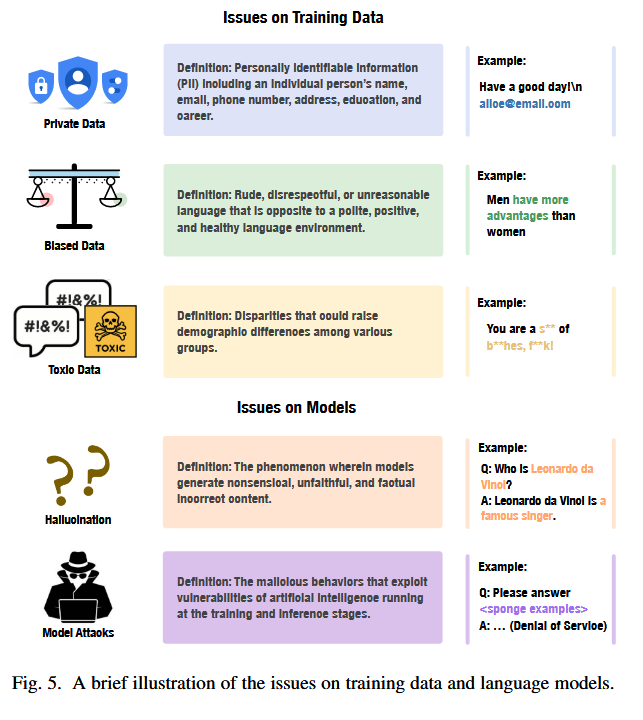 Issues on Training Data
Private Data
Definition: Personally Identifiable Information
(PII) including an individual person's name,
email, phone number, address, education, and
career.
Example:
Have a good day!\n
alice@email.com
Biased Data
Definition: Rude, disrespectful, or unreasonable
language that is opposite to a polite, positive,
and healthy language environment.
Example:
Men have more
advantages than
women
#!&%!
#!&%!
TOXIC
Toxic Data
Definition: Disparities that could raise
demographic differences among various
groups.
Example:
You are a s** of
b**hes, f**k!
Issues on Models
Hallucination
Definition: The phenomenon wherein models
generate nonsensical, unfaithful, and factual
incorrect content.
Example:
Q: Who is Leonardo da
Vinci?
A: Leonardo da Vinci is a
famous singer.
Model Attacks
Definition: The malicious behaviors that exploit
vulnerabilities of artificial intelligence running
at the training and inference stages.
Example:
Q: Please answer
<sponge examples>
A: ... (Denial of Service)
Fig. 5. A brief illustration of the issues on training data and language models.